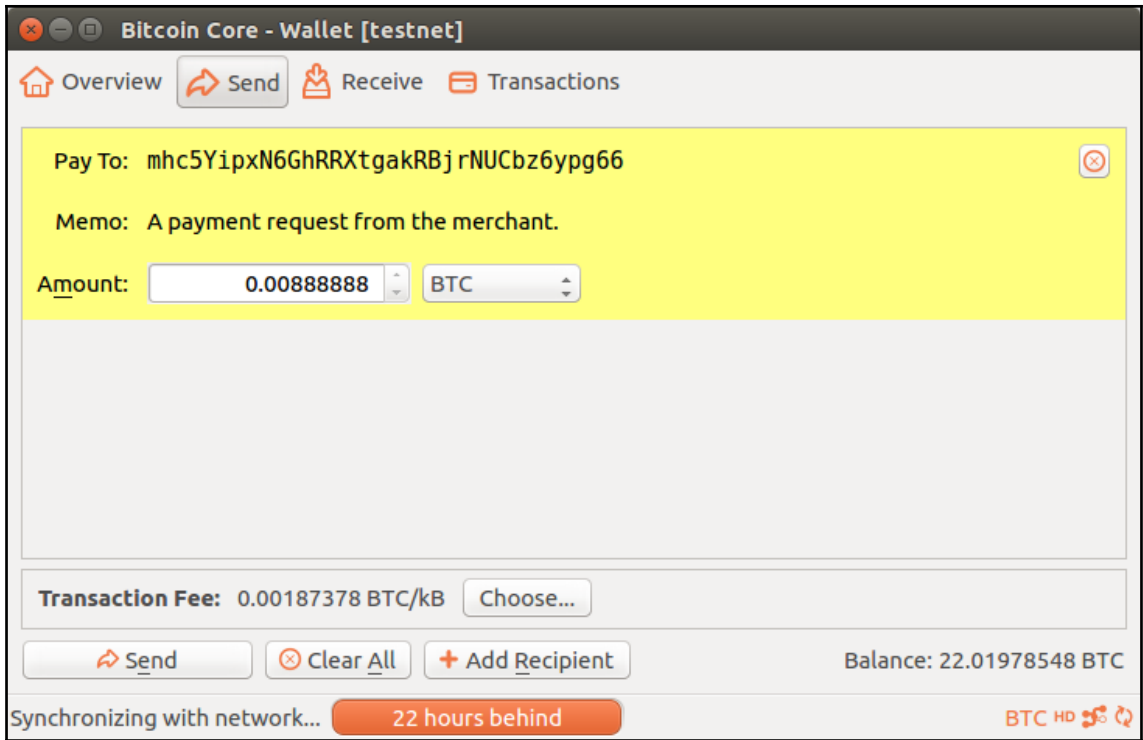 Bitcoin Core - Wallet [testnet]
Overview Send Receive Transactions
Pay To: mhc5YipxN6GhRRXtgakRBjrNUCbz6ypg66
Memo: A payment request from the merchant.
Amount: 0.00888888 BTC
Transaction Fee: 0.00187378 BTC/kB Choose...
Send Clear All Add Recipient Balance: 22.01978548 BTC
Synchronizing with network... 22 hours behind BTC HD